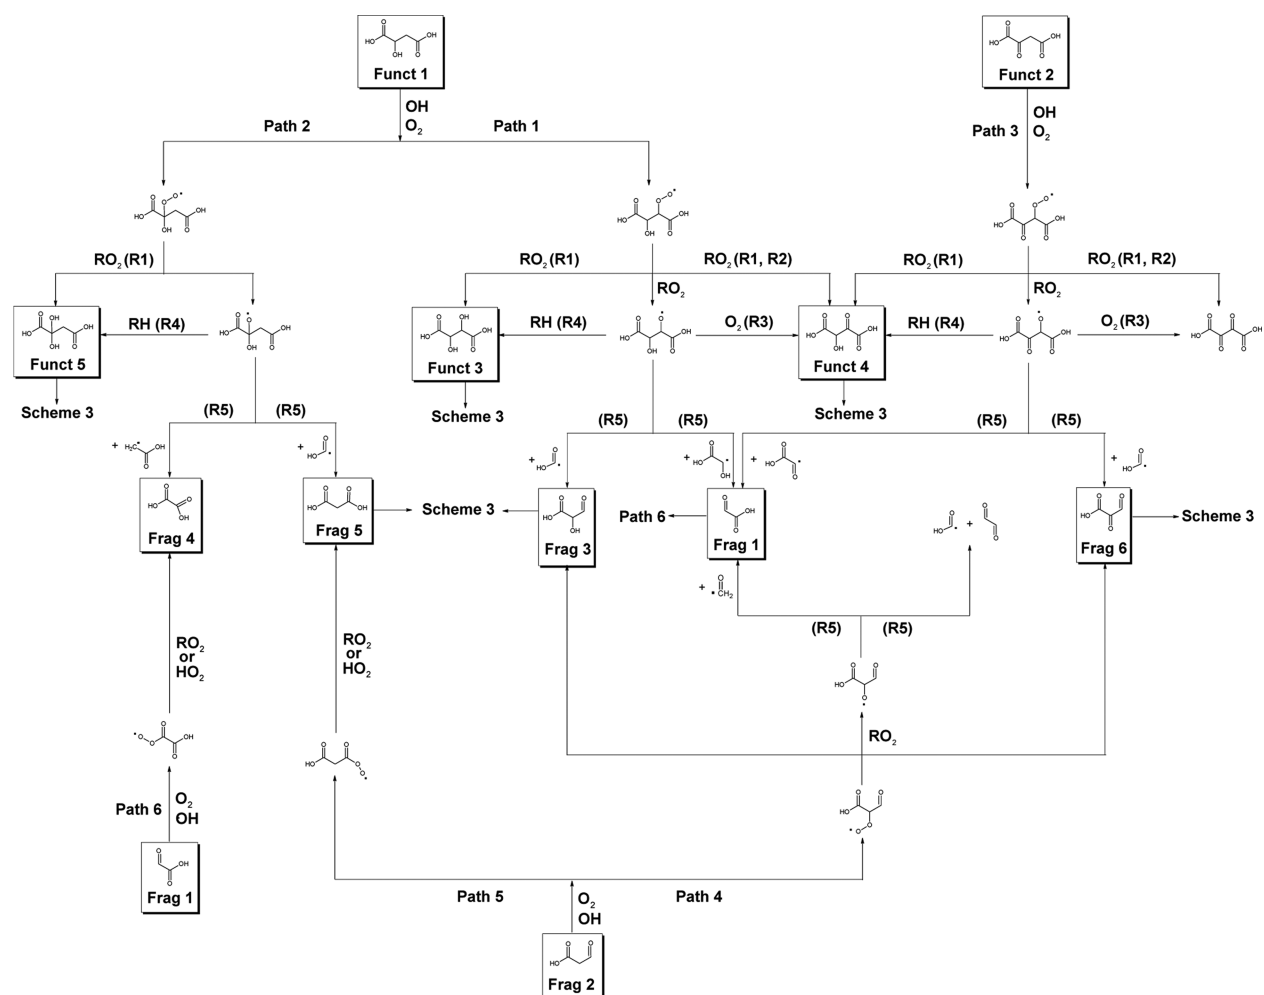 Funct 1
Funct 2
OH
O2
Path 2
Path 1
OH
O2
Path 3
RO2 (R1)
RO2 (R1)
RO2 (R1, R2)
RO2
RO2 (R1)
RO2 (R1, R2)
RO2
Funct 5
RH (R4)
Funct 3
RH (R4)
O2 (R3)
Funct 4
RH (R4)
O2 (R3)
Scheme 3
Scheme 3
Scheme 3
(R5)
(R5)
(R5)
(R5)
(R5)
(R5)
Frag 4
Frag 5
Scheme 3
Frag 3
Path 6
Frag 1
Frag 6
Scheme 3
(R5)
(R5)
RO2
or
HO2
RO2
or
HO2
RO2
Path 6
O2
OH
Frag 1
Path 5
Path 4
O2
OH
Frag 2